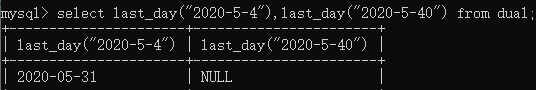 mysql> select last_day("2020-5-4"),last_day("2020-5-40") from dual;
+----------------------+-----------------------+
| last_day("2020-5-4") | last_day("2020-5-40") |
+----------------------+-----------------------+
| 2020-05-31           | NULL                  |